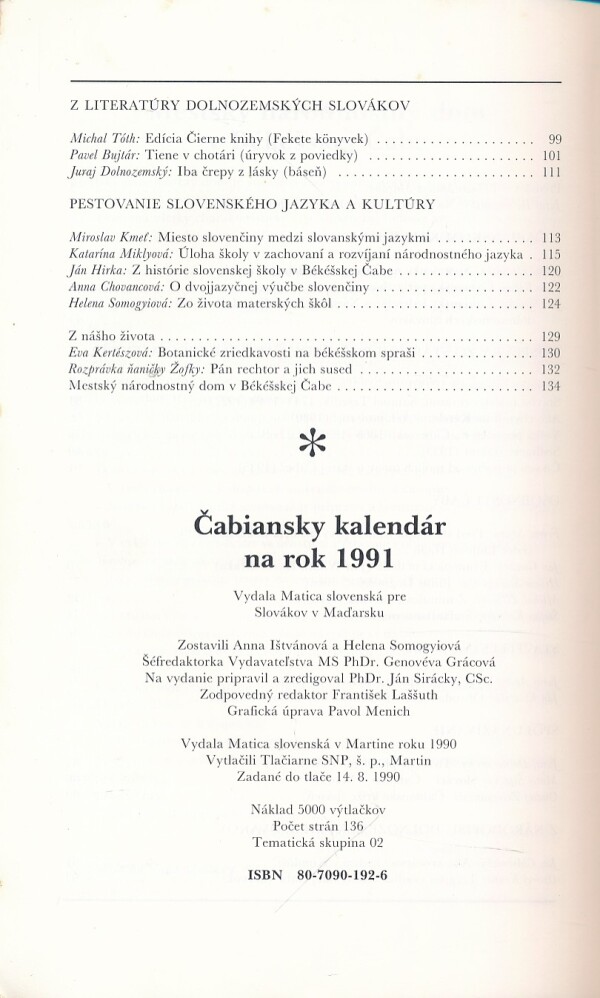 Z LITERATÚRY DOLNOZEMSKÝCH SLOVÁKOV
Michal Tóth: Edícia Čierne knihy (Fekete könyvek) . . . . . . . . . . . . . . . . . . . . . . 99
Pavel Bujtár: Tiene v chotári (úryvok z poviedky) . . . . . . . . . . . . . . . . . . . . . . . 101
Juraj Dolnozemský: Iba črepy z lásky (báseň) . . . . . . . . . . . . . . . . . . . . . . . . . . . 111
PESTOVANIE SLOVENSKÉHO JAZYKA A KULTÚRY
Miroslav Kmeť: Miesto slovenčiny medzi slovanskými jazykmi . . . . . . . . . . . . . 113
Katarína Miklyová: Úloha školy v zachovaní a rozvíjaní národnostného jazyka . 115
Ján Hirka: Z histórie slovenskej školy v Békéšskej Čabe . . . . . . . . . . . . . . . . . . 120
Anna Chovancová: O dvojjazyčnej výučbe slovenčiny . . . . . . . . . . . . . . . . . . . . . 122
Helena Somogyiová: Zo života materských škôl . . . . . . . . . . . . . . . . . . . . . . . . . . 124
Z nášho života . . . . . . . . . . . . . . . . . . . . . . . . . . . . . . . . . . . . . . . . . . . . . . . . . . . 129
Eva Kertészová: Botanické zriedkavosti na békéšskom spraši . . . . . . . . . . . . . . . 130
Rozprávka ňaničky Žofky: Pán rechtor a jich sused . . . . . . . . . . . . . . . . . . . . . . . 132
Mestský národnostný dom v Békéšskej Čabe . . . . . . . . . . . . . . . . . . . . . . . . . . 134
*
Čabiansky kalendár
na rok 1991
Vydala Matica slovenská pre
Slovákov v Maďarsku
Zostavili Anna Ištvánová a Helena Somogyiová
Šéfredaktorka Vydavateľstva MS PhDr. Genovéva Grácová
Na vydanie pripravil a zredigoval PhDr. Ján Sirácky, CSc.
Zodpovedný redaktor František Laššuth
Grafická úprava Pavol Menich
Vydala Matica slovenská v Martine roku 1990
Vytlačili Tlačiarne SNP, š. p., Martin
Zadané do tlače 14. 8. 1990
Náklad 5000 výtlačkov
Počet strán 136
Tematická skupina 02
ISBN 80-7090-192-6